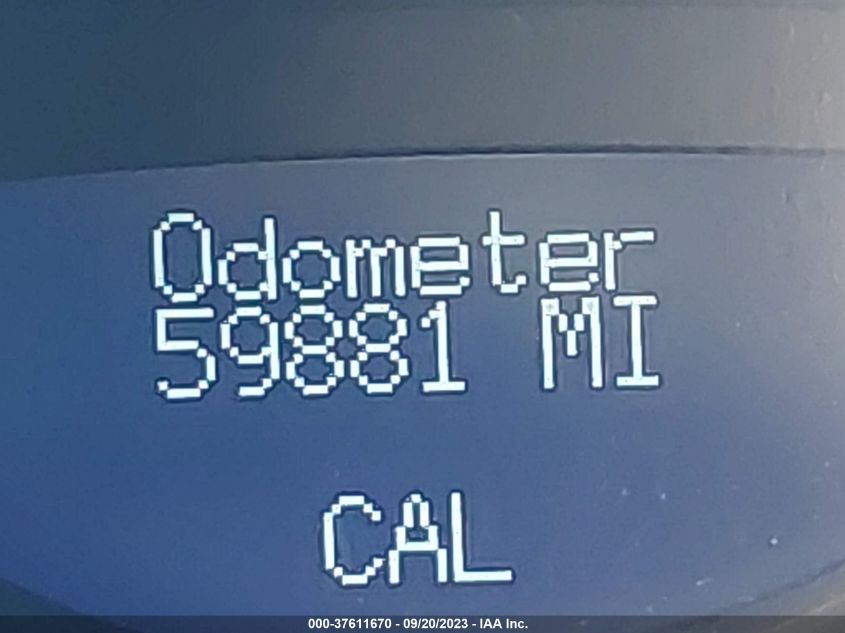 Odometer
59881 MI
CAL
000-37611670 - 09/20/2023 - IAA Inc.